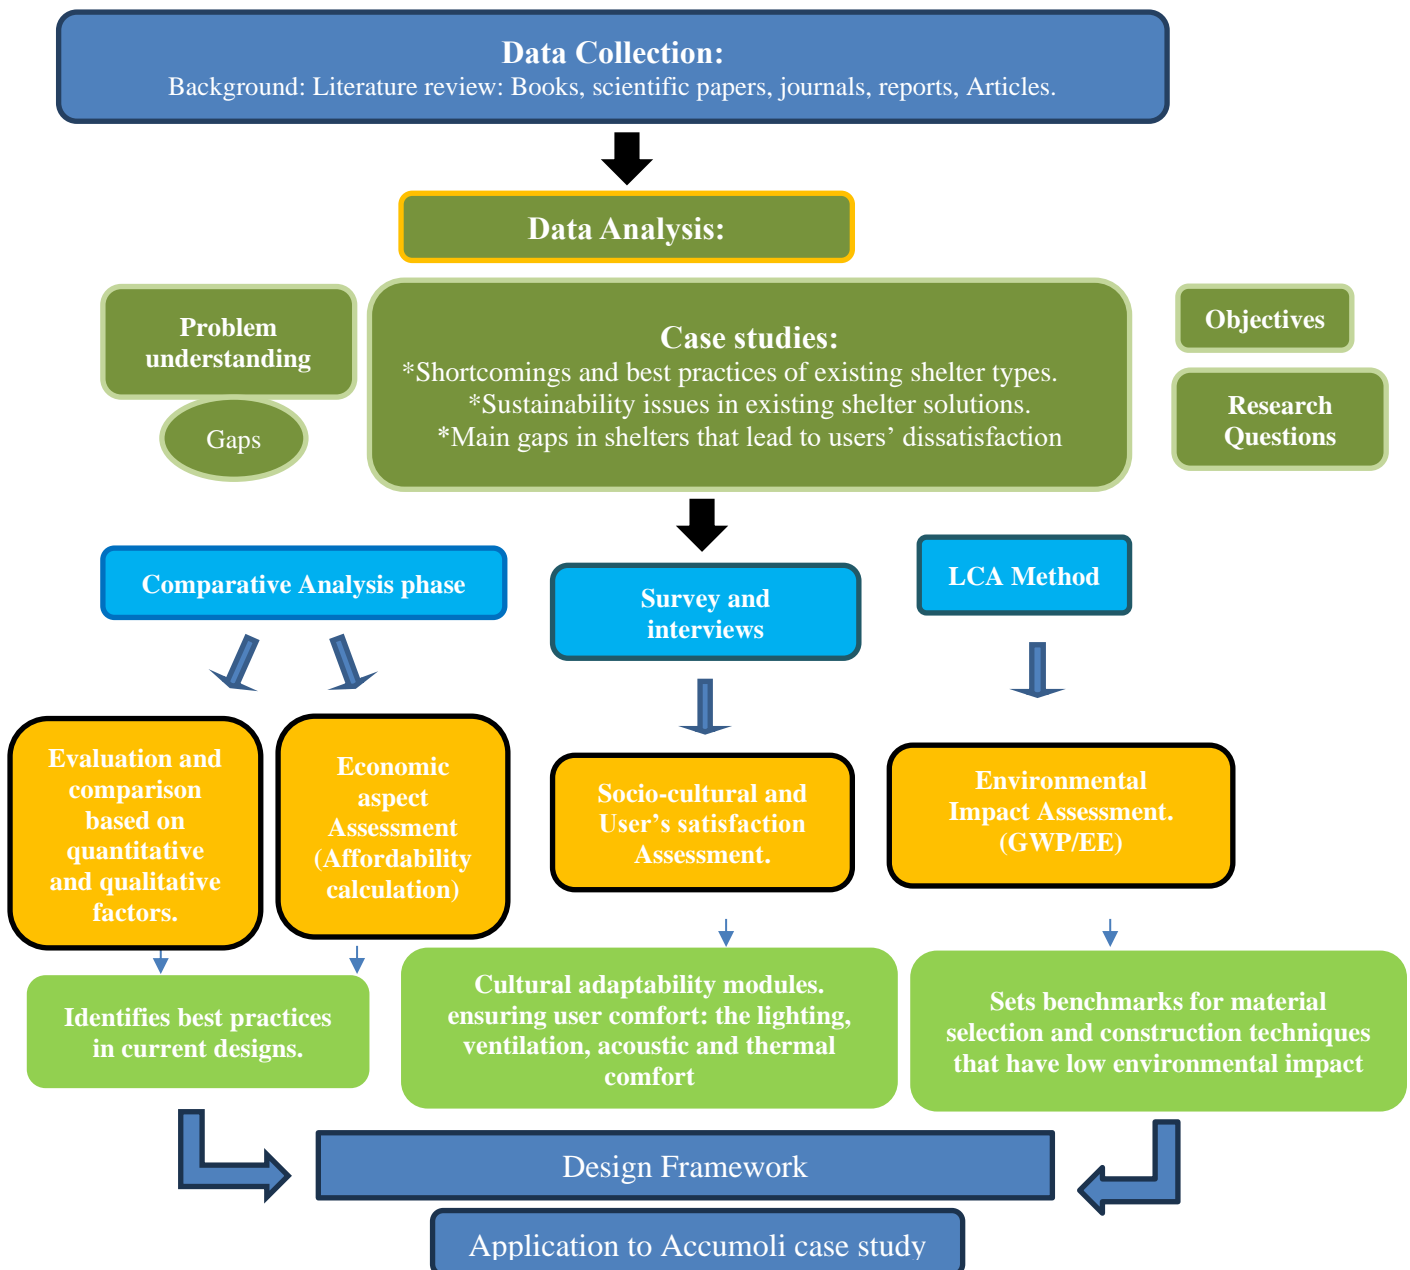 Data Collection:
Background: Literature review: Books, scientific papers, journals, reports, Articles.
Data Analysis:
Problem
understanding
Gaps
Case studies:
*Shortcomings and best practices of existing shelter types.
*Sustainability issues in existing shelter solutions.
*Main gaps in shelters that lead to users’ dissatisfaction
Objectives
Research
Questions
Comparative Analysis phase
Survey and
interviews
LCA Method
Evaluation and
comparison
based on
quantitative
and qualitative
factors.
Economic
aspect
Assessment
(Affordability
calculation)
Socio-cultural and
User’s satisfaction
Assessment.
Environmental
Impact Assessment.
(GWP/EE)
Identifies best practices
in current designs.
Cultural adaptability modules.
ensuring user comfort: the lighting,
ventilation, acoustic and thermal
comfort
Sets benchmarks for material
selection and construction techniques
that have low environmental impact
Design Framework
Application to Accumoli case study